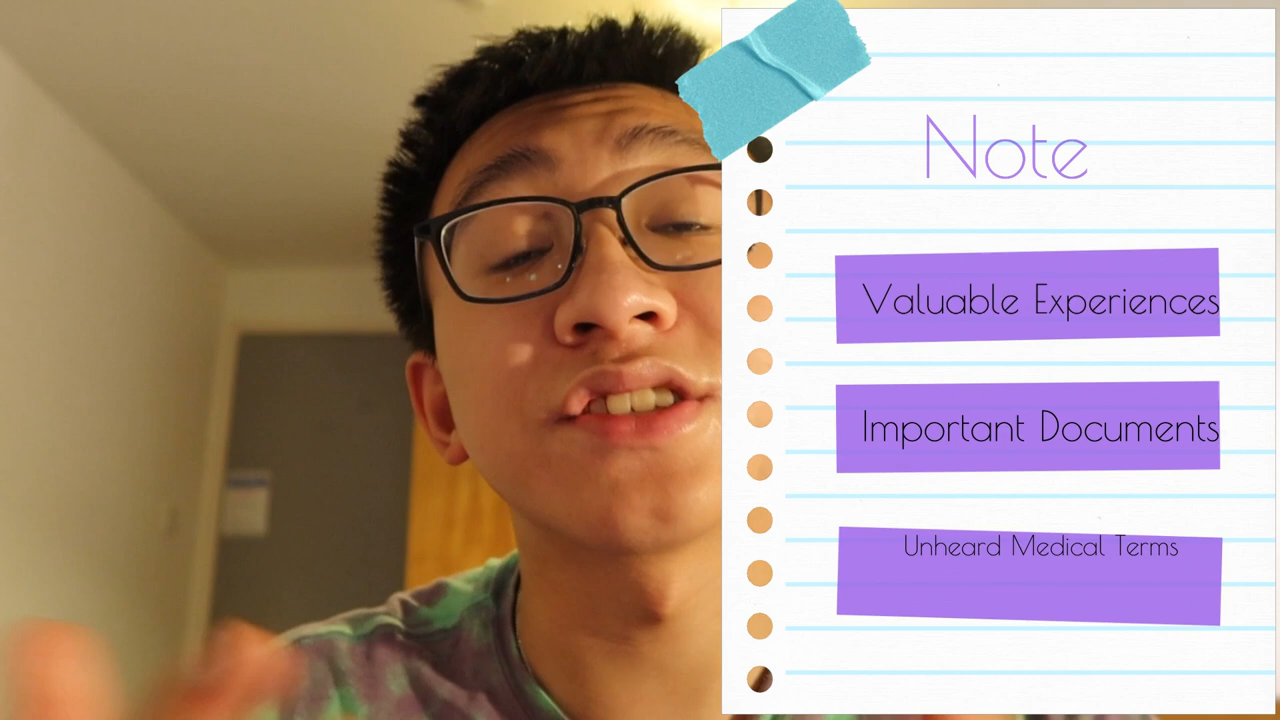 Note
Valuable Experiences
Important Documents
Unheard Medical Terms